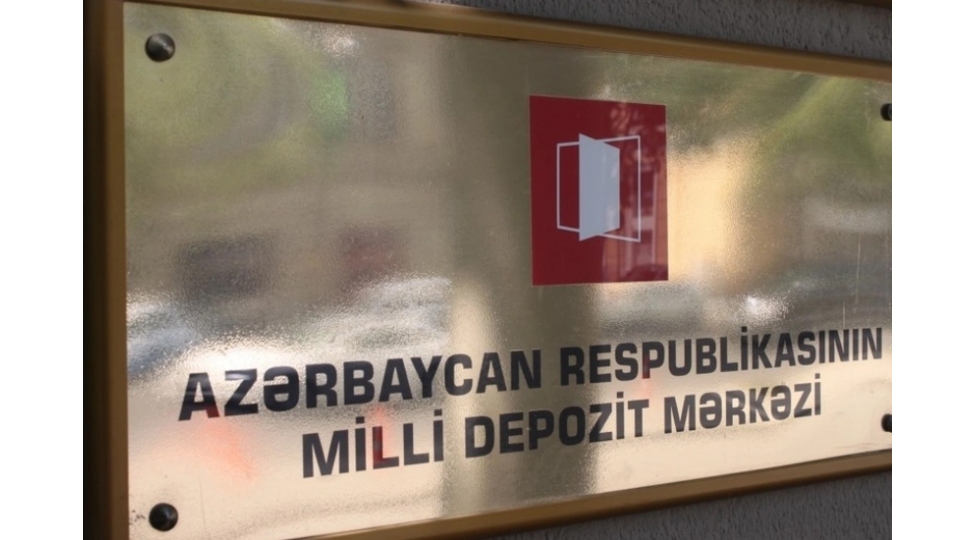 AZƏRBAYCAN RESPUBLİKASININ
MİLLİ DEPOZİT MƏRKƏZİ